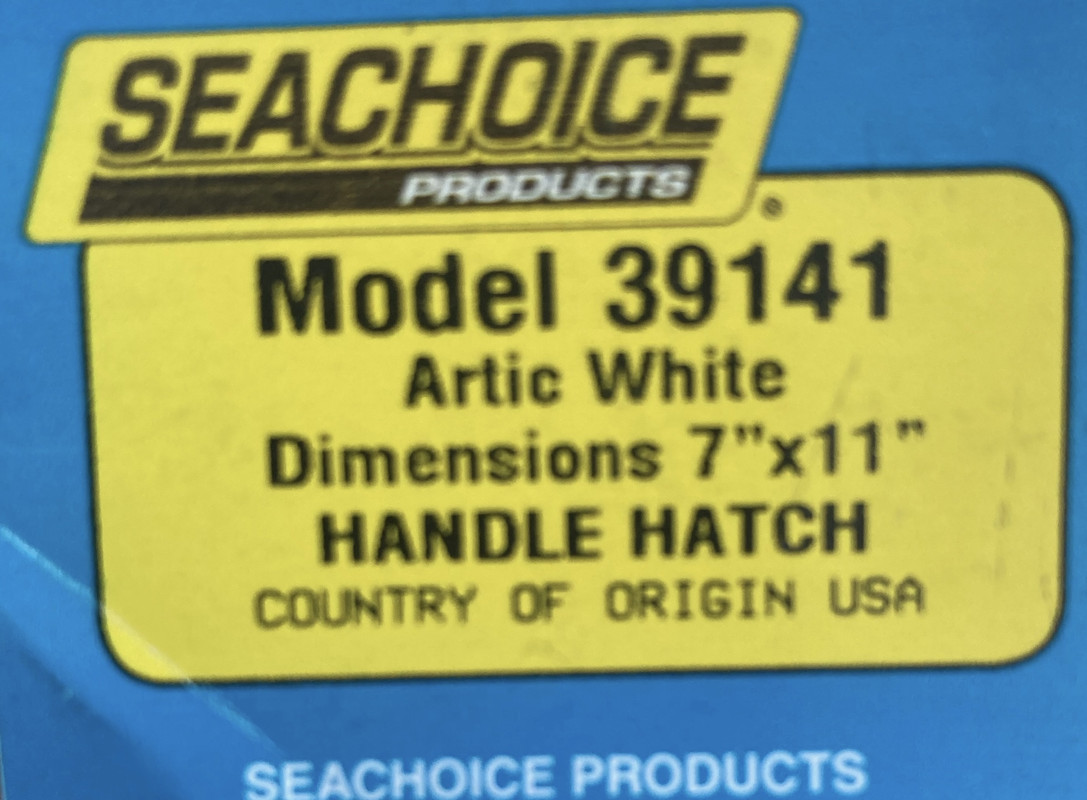 SEACHOICE
PRODUCTS
®
Model 39141
Artic White
Dimensions 7"x11"
HANDLE HATCH
COUNTRY OF ORIGIN USA
SEACHOICE PRODUCTS